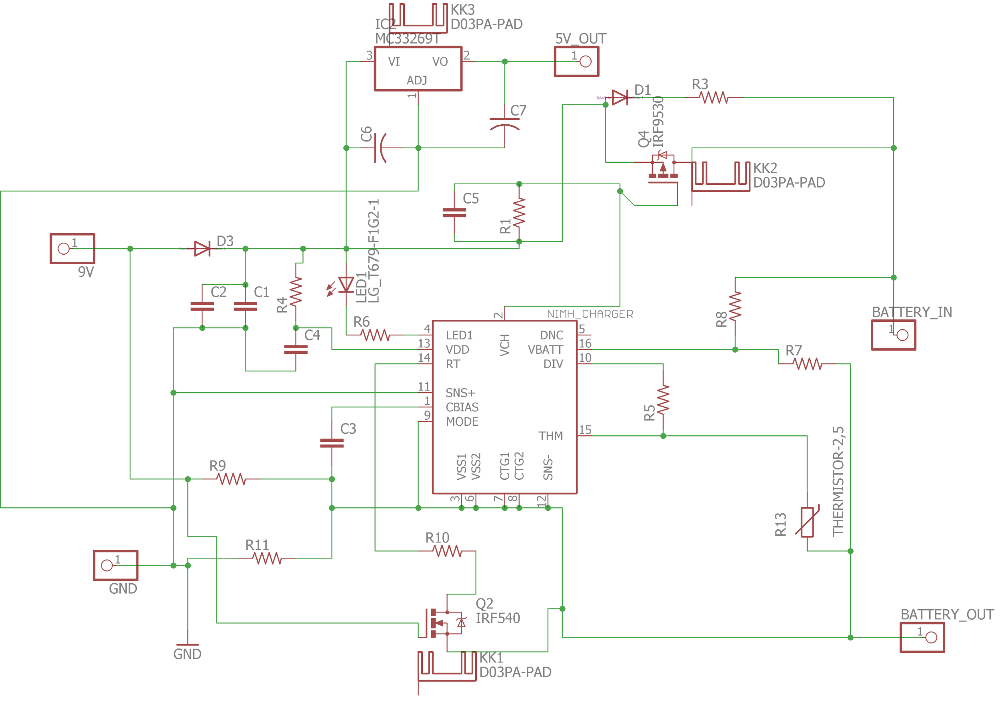 KK3
D03PA-PAD
IC2
MC33269T
3
VI
VO
2
ADJ
1
5V_OUT
1
C7
C6
D1
R3
Q4
IRF9530
KK2
D03PA-PAD
C5
R1
1
9V
D3
C2
C1
R4
LED1
LG_T679-F1G2-1
C4
R6
NIMH_CHARGER
2
VCH
4
LED1
13
VDD
14
RT
11
SNS+
1
CBIAS
9
MODE
DNC
5
VBATT
16
DIV
10
THM
15
VSS1
VSS2
CTG1
CTG2
SNS-
3
6
7
8
12
R8
R7
BATTERY_IN
1
R5
C3
R9
R13
THERMISTOR-2,5
R11
R10
1
GND
GND
Q2
IRF540
KK1
D03PA-PAD
BATTERY_OUT
1